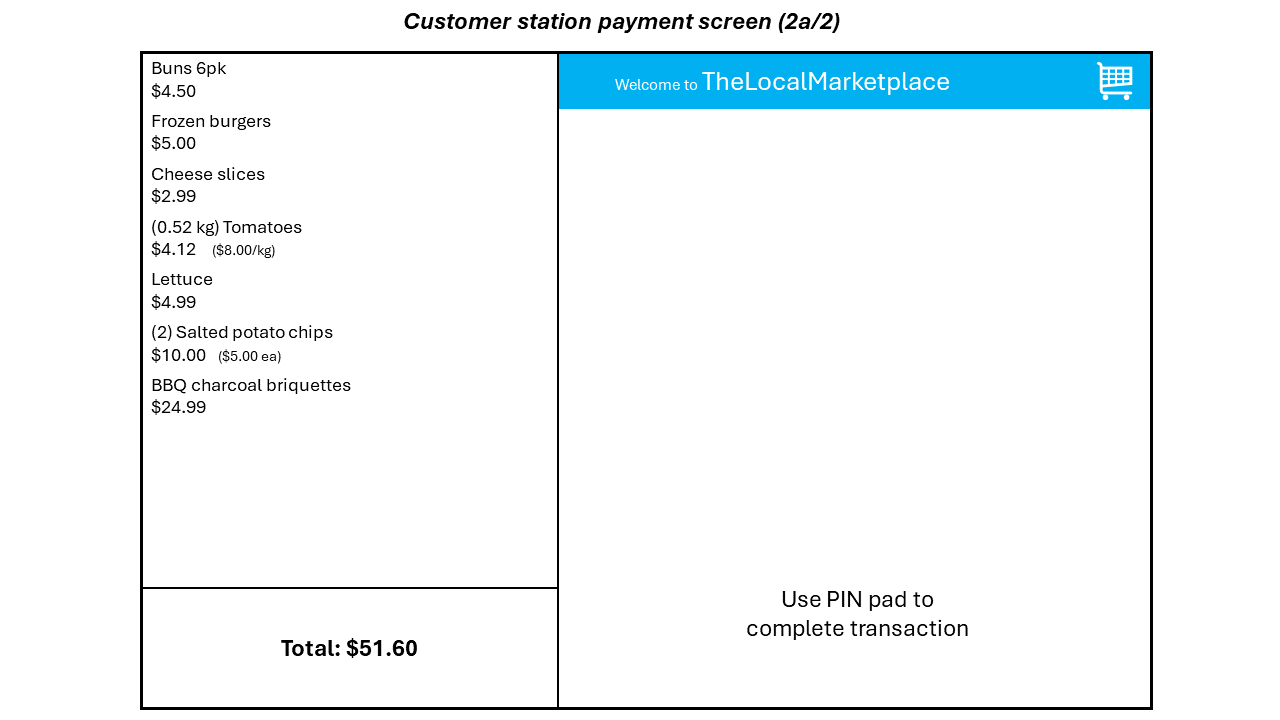 Customer station payment screen (2a/2)
Buns 6pk
$4.50
Frozen burgers
$5.00
Cheese slices
$2.99
(0.52 kg) Tomatoes
$4.12 ($8.00/kg)
Lettuce
$4.99
(2) Salted potato chips
$10.00 ($5.00 ea)
BBQ charcoal briquettes
$24.99
Total: $51.60
Welcome to TheLocalMarketplace
Use PIN pad to
complete transaction